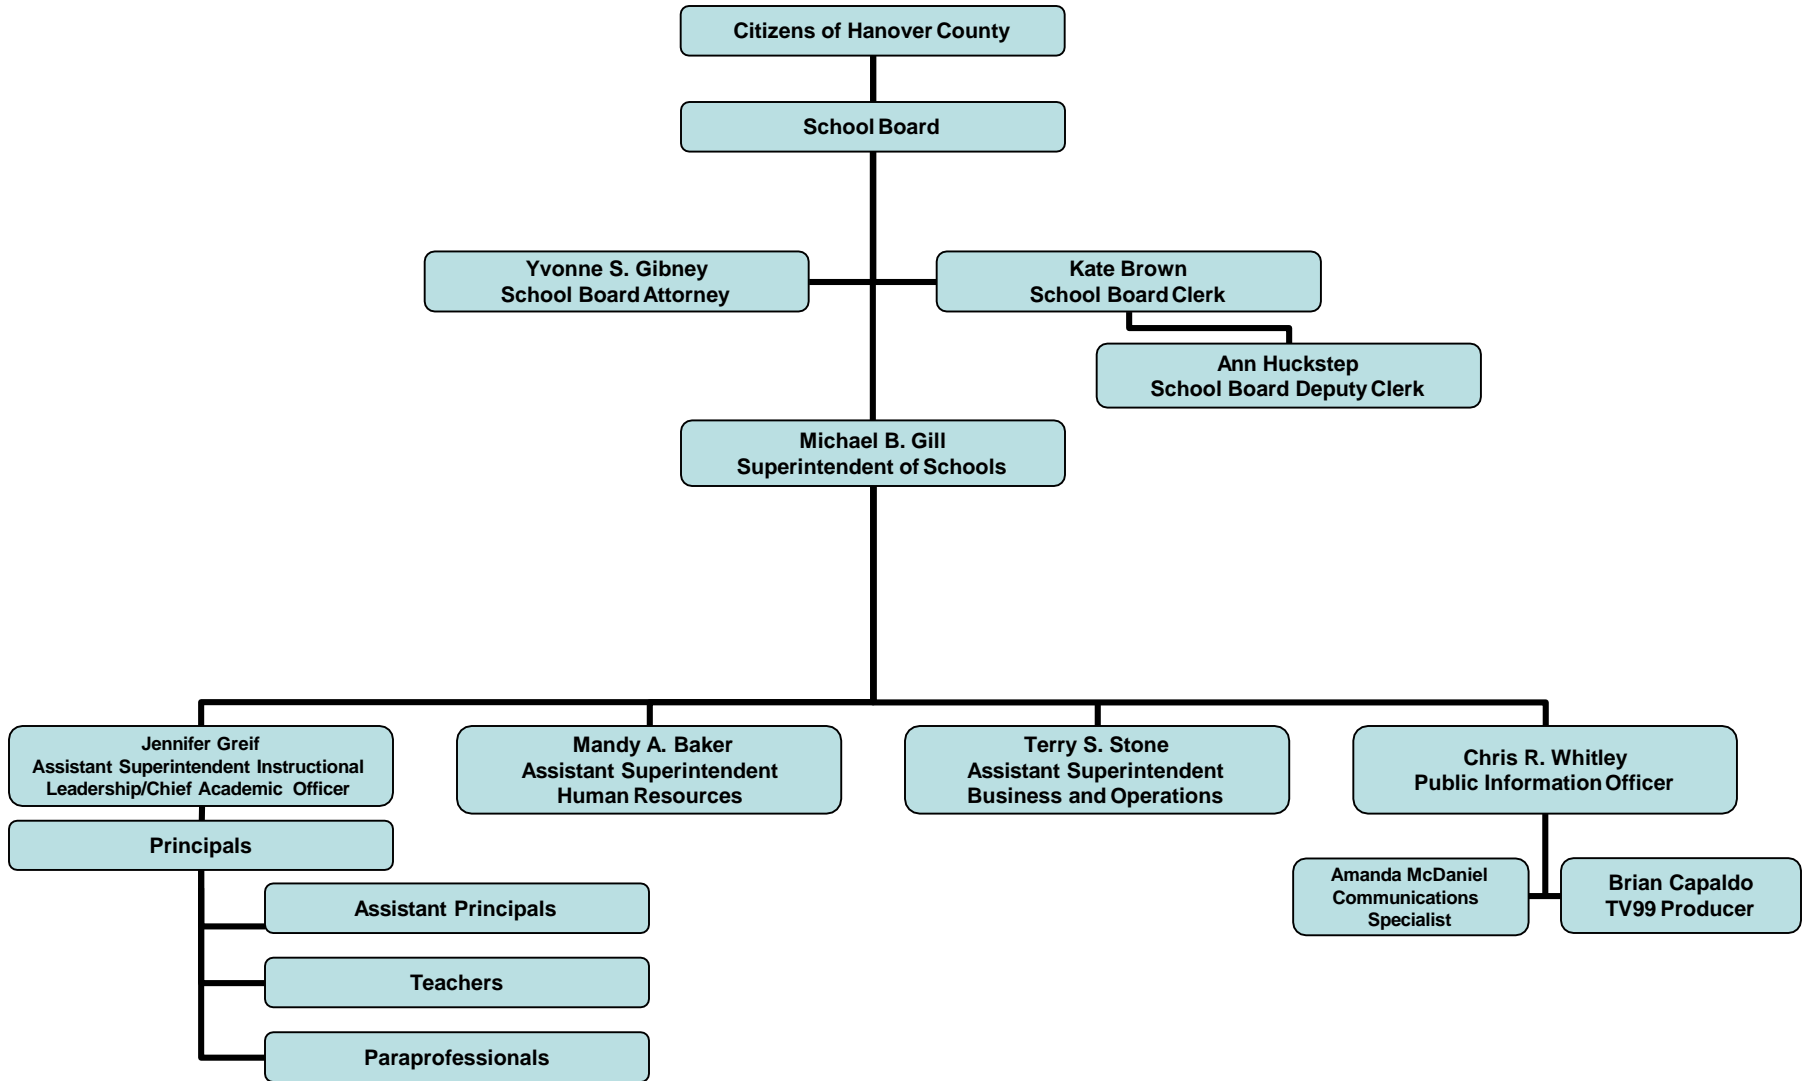 Citizens of Hanover County
School Board
Yvonne S. Gibney
School Board Attorney
Kate Brown
School Board Clerk
Ann Huckstep
School Board Deputy Clerk
Michael B. Gill
Superintendent of Schools
Jennifer Greif
Assistant Superintendent Instructional
Leadership/Chief Academic Officer
Mandy A. Baker
Assistant Superintendent
Human Resources
Terry S. Stone
Assistant Superintendent
Business and Operations
Chris R. Whitley
Public Information Officer
Principals
Assistant Principals
Teachers
Paraprofessionals
Amanda McDaniel
Communications
Specialist
Brian Capaldo
TV99 Producer